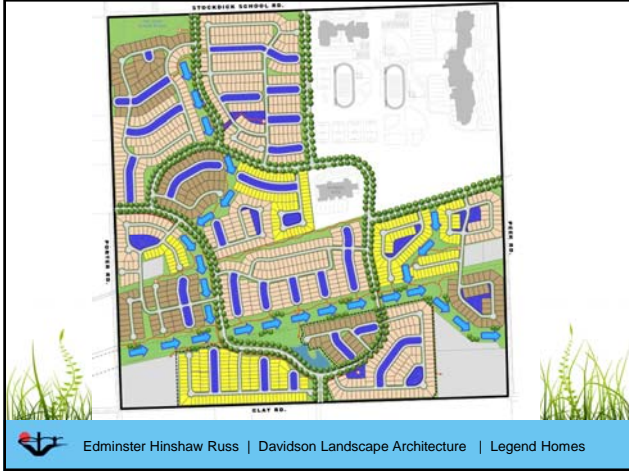 STOCKDICK SCHOOL RD.
PORTER RD.
PEEK RD.
CLAY RD.
Edminster Hinshaw Russ | Davidson Landscape Architecture | Legend Homes